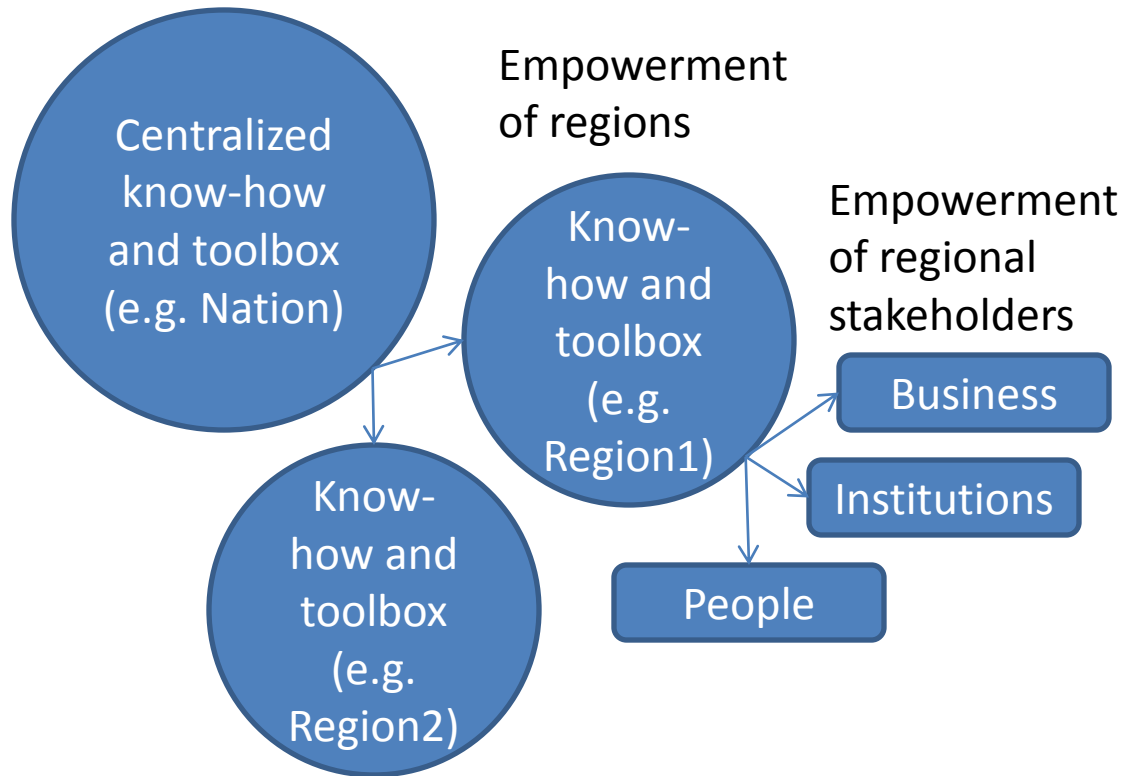 Centralized
know-how
and toolbox
(e.g. Nation)
Empowerment
of regions
Know-
how and
toolbox
(e.g.
Region1)
Empowerment
of regional
stakeholders
Business
Institutions
People
Know-
how and
toolbox
(e.g.
Region2)